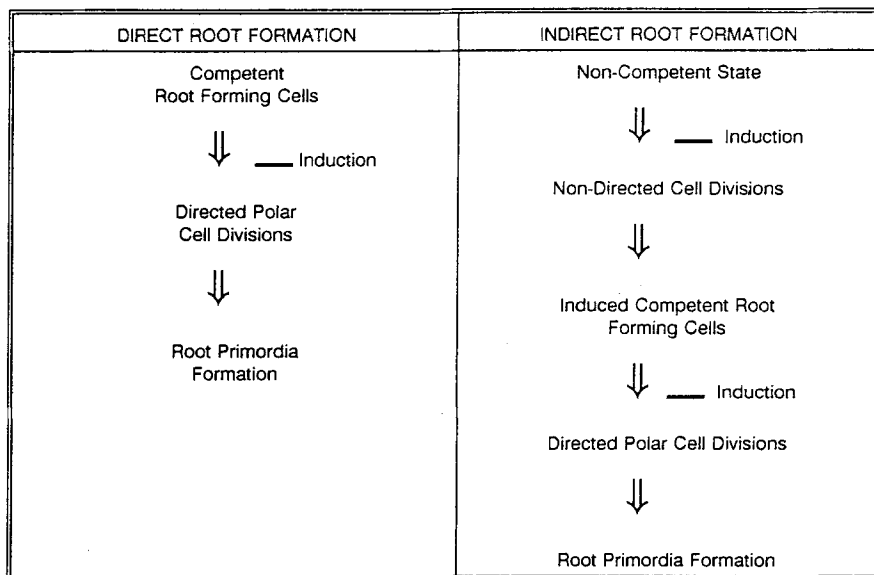 DIRECT ROOT FORMATION
Competent
Root Forming Cells
Induction
Directed Polar
Cell Divisions
Root Primordia
Formation
INDIRECT ROOT FORMATION
Non-Competent State
Induction
Non-Directed Cell Divisions
Induced Competent Root
Forming Cells
Induction
Directed Polar Cell Divisions
Root Primordia Formation